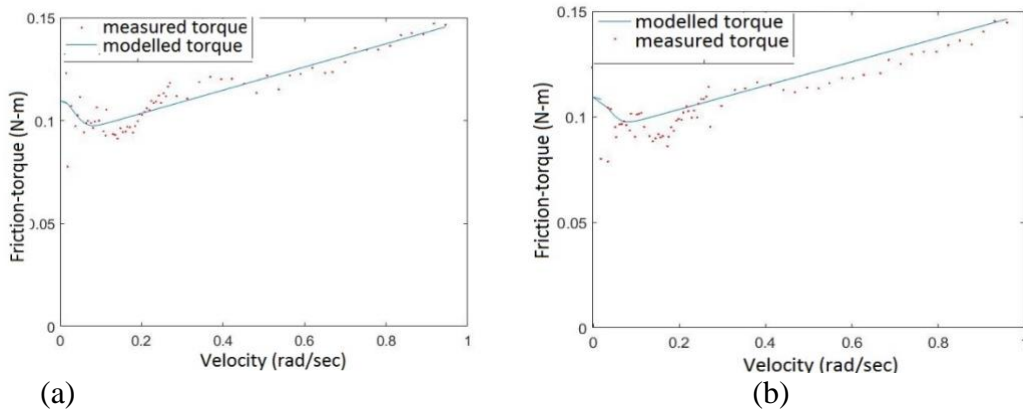 0.15
measured torque
modelled torque
0.1
0.05
0
Friction-torque (N-m)
0 0.2 0.4 0.6 0.8 1
Velocity (rad/sec)
(a)
0.15
modelled torque
measured torque
0.1
0.05
0
Friction-torque (N-m)
0 0.2 0.4 0.6 0.8 1
Velocity (rad/sec)
(b)